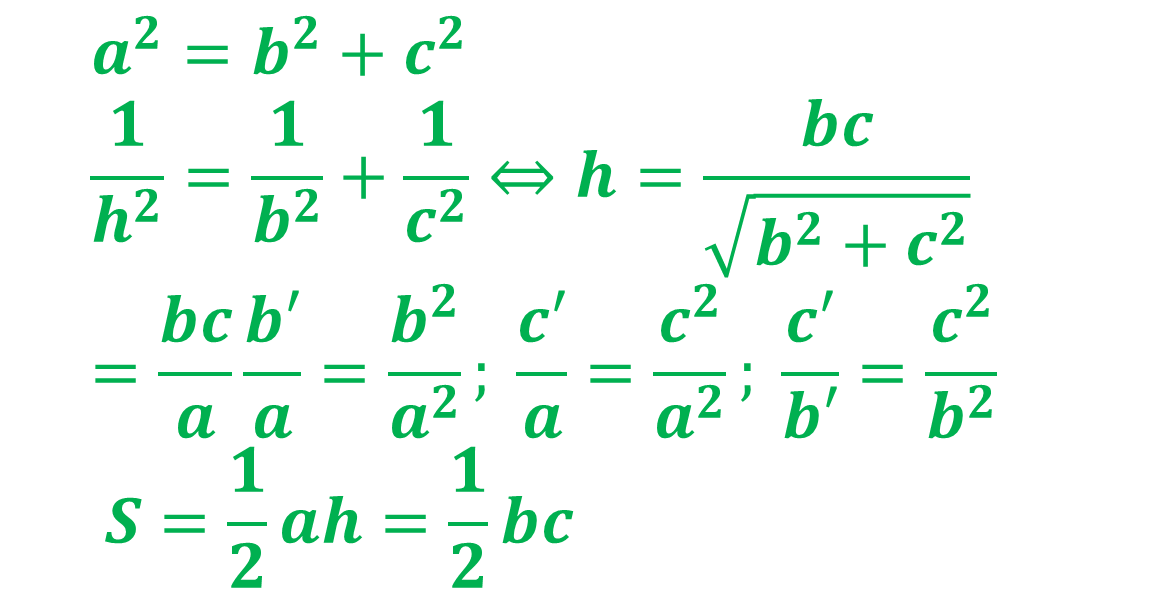 a² = b² + c²
1/h² = 1/b² + 1/c² ⇔ h = bc/√(b² + c²)
= bc/a b′/a = b²/a² ; c′/a = c²/a² ; c′/b′ = c²/b²
S = 1/2 ah = 1/2 bc